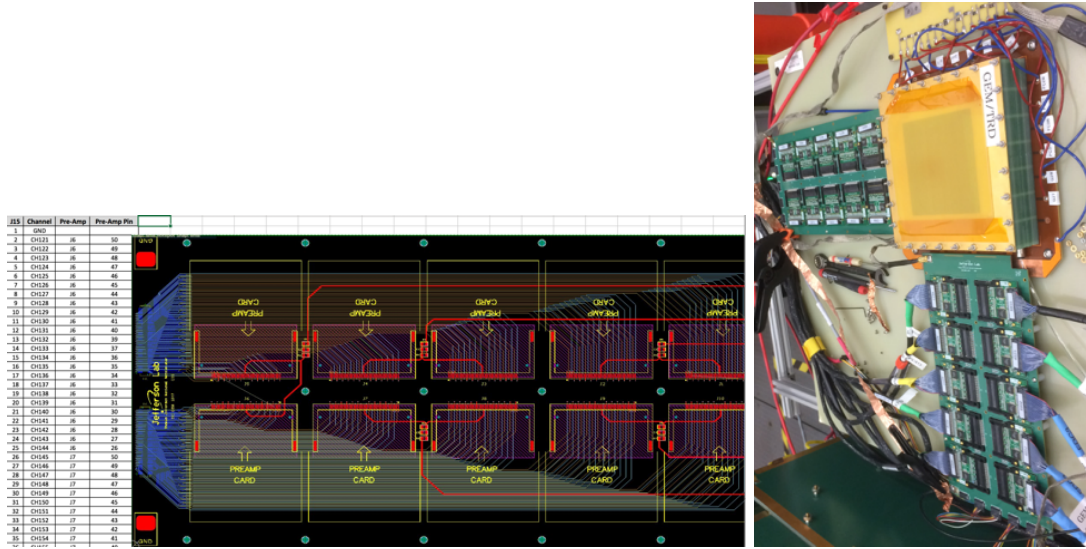 J15 Channel Pre-Amp Pre-Amp Pin
1 GND
2 CH121 J6 50
3 CH122 J6 49
4 CH123 J6 48
5 CH124 J6 47
6 CH125 J6 46
7 CH126 J6 45
8 CH127 J6 44
9 CH128 J6 43
10 CH129 J6 42
11 CH130 J6 41
12 CH131 J6 40
13 CH132 J6 39
14 CH133 J6 37
15 CH134 J6 36
16 CH135 J6 35
17 CH136 J6 34
18 CH137 J6 33
19 CH138 J6 32
20 CH139 J6 31
21 CH140 J6 30
22 CH141 J6 29
23 CH142 J6 28
24 CH143 J6 27
25 CH144 J6 26
26 CH145 J7 50
27 CH146 J7 49
28 CH147 J7 48
29 CH148 J7 47
30 CH149 J7 46
31 CH150 J7 45
32 CH151 J7 44
33 CH152 J7 43
34 CH153 J7 42
35 CH154 J7 41
GND
PREAMP
CARD
PREAMP
CARD
PREAMP
CARD
PREAMP
CARD
PREAMP
CARD
Jefferson Lab
PREAMP
CARD
PREAMP
CARD
PREAMP
CARD
PREAMP
CARD
PREAMP
CARD
GND
GEM/TRD